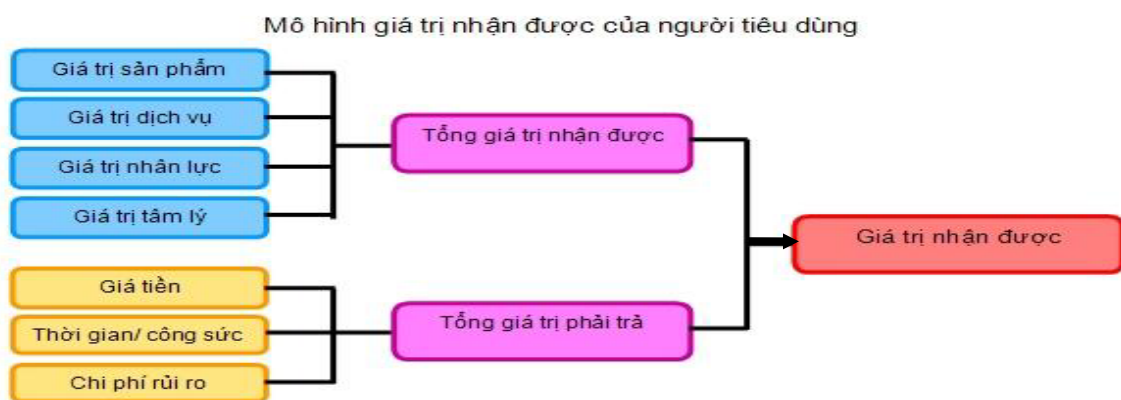 Mô hình giá trị nhận được của người tiêu dùng
Giá trị sản phẩm
Giá trị dịch vụ
Giá trị nhân lực
Giá trị tâm lý
Tổng giá trị nhận được
Giá trị nhận được
Giá tiền
Thời gian/ công sức
Chi phí rủi ro
Tổng giá trị phải trả